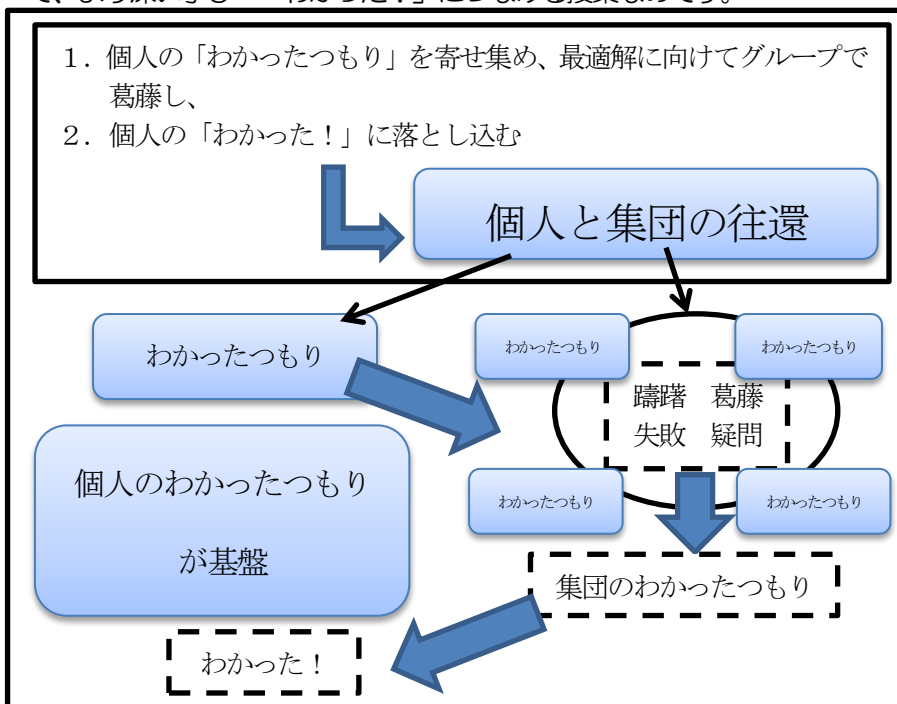 １．個人の「わかったつもり」を寄せ集め、最適解に向けてグループで
葛藤し、
２．個人の「わかった！」に落とし込む
個人と集団の往還
わかったつもり
わかったつもり
わかったつもり
躊躇　葛藤
失敗　疑問
個人のわかったつもり
が基盤
わかったつもり
わかったつもり
集団のわかったつもり
わかった！